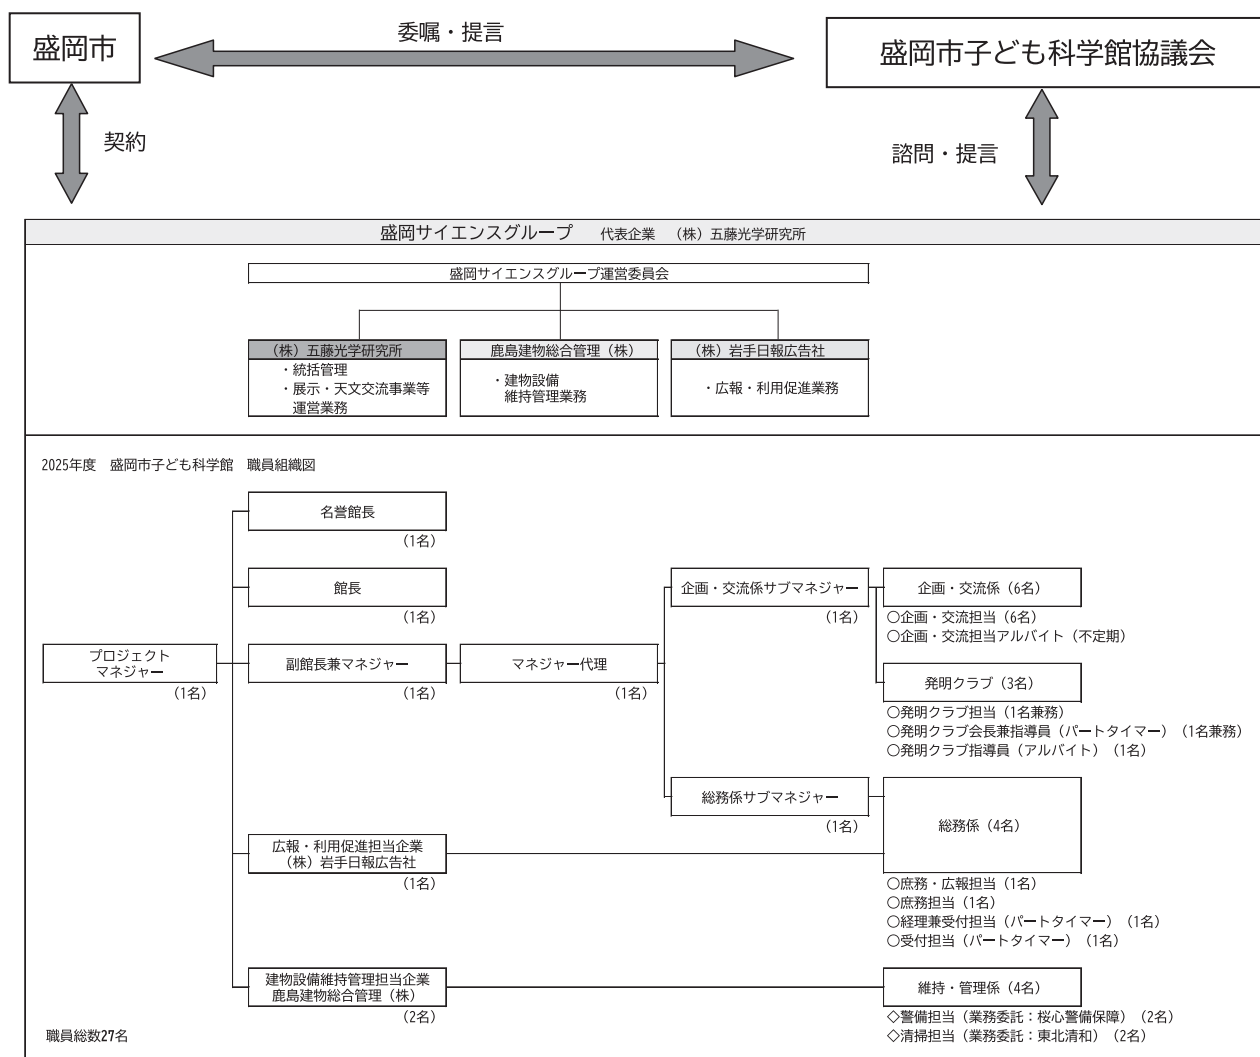 盛岡市
委嘱・提言
盛岡市子ども科学館協議会
契約
諮問・提言
盛岡サイエンスグループ 代表企業 （株）五藤光学研究所
盛岡サイエンスグループ運営委員会
（株）五藤光学研究所
・統括管理
・展示・天文交流事業等
運営業務
鹿島建物総合管理（株）
・建物設備
維持管理業務
（株）岩手日報広告社
・広報・利用促進業務
2025年度 盛岡市子ども科学館 職員組織図
名誉館長
（1名）
館長
（1名）
プロジェクト
マネジャー
（1名）
副館長兼マネジャー
（1名）
マネジャー代理
（1名）
企画・交流係サブマネジャー
（1名）
企画・交流係（6名）
○企画・交流担当（6名）
○企画・交流担当アルバイト（不定期）
発明クラブ（3名）
○発明クラブ担当（1名兼務）
○発明クラブ会長兼指導員（パートタイマー）（1名兼務）
○発明クラブ指導員（アルバイト）（1名）
総務係サブマネジャー
（1名）
総務係（4名）
広報・利用促進担当企業
（株）岩手日報広告社
（1名）
○庶務・広報担当（1名）
○庶務担当（1名）
○経理兼受付担当（パートタイマー）（1名）
○受付担当（パートタイマー）（1名）
建物設備維持管理担当企業
鹿島建物総合管理（株）
（2名）
維持・管理係（4名）
◇警備担当（業務委託：桜心警備保障）（2名）
◇清掃担当（業務委託：東北清和）（2名）
職員総数27名